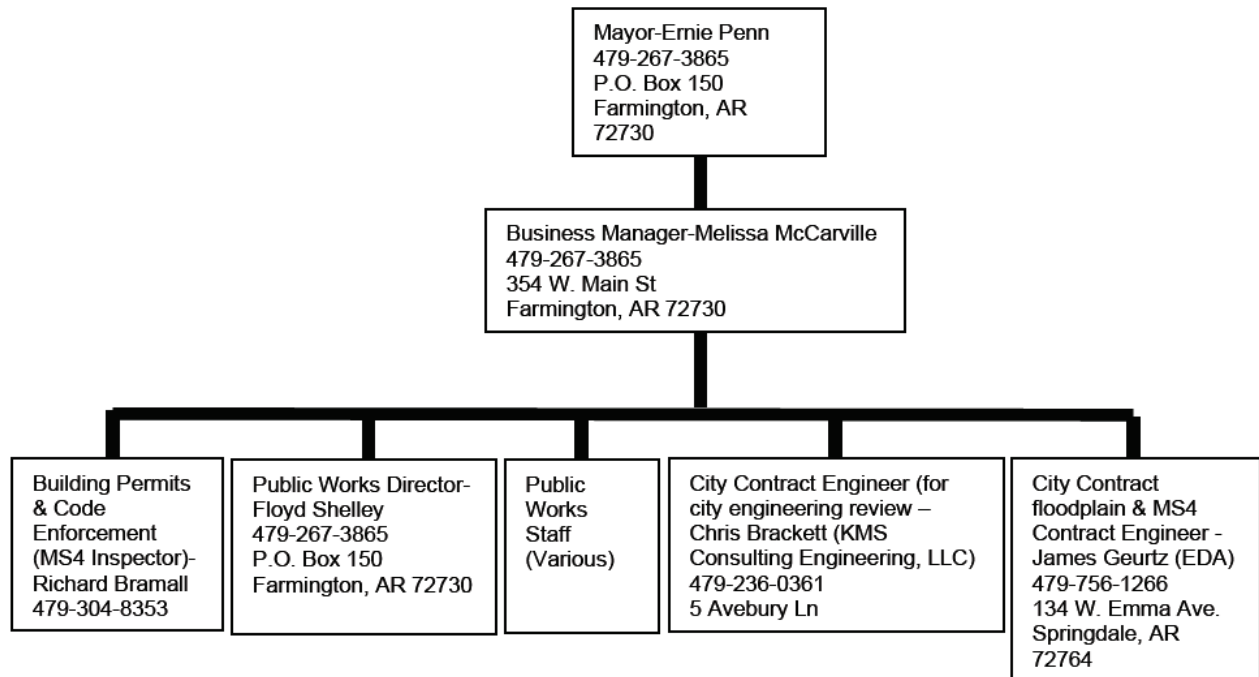 Mayor-Ernie Penn
479-267-3865
P.O. Box 150
Farmington, AR
72730
Business Manager-Melissa McCarville
479-267-3865
354 W. Main St
Farmington, AR 72730
Building Permits
& Code
Enforcement
(MS4 Inspector)-
Richard Bramall
479-304-8353
Public Works Director-
Floyd Shelley
479-267-3865
P.O. Box 150
Farmington, AR 72730
Public
Works
Staff
(Various)
City Contract Engineer (for
city engineering review –
Chris Brackett (KMS
Consulting Engineering, LLC)
479-236-0361
5 Avebury Ln
City Contract
floodplain & MS4
Contract Engineer -
James Geurtz (EDA)
479-756-1266
134 W. Emma Ave.
Springdale, AR
72764